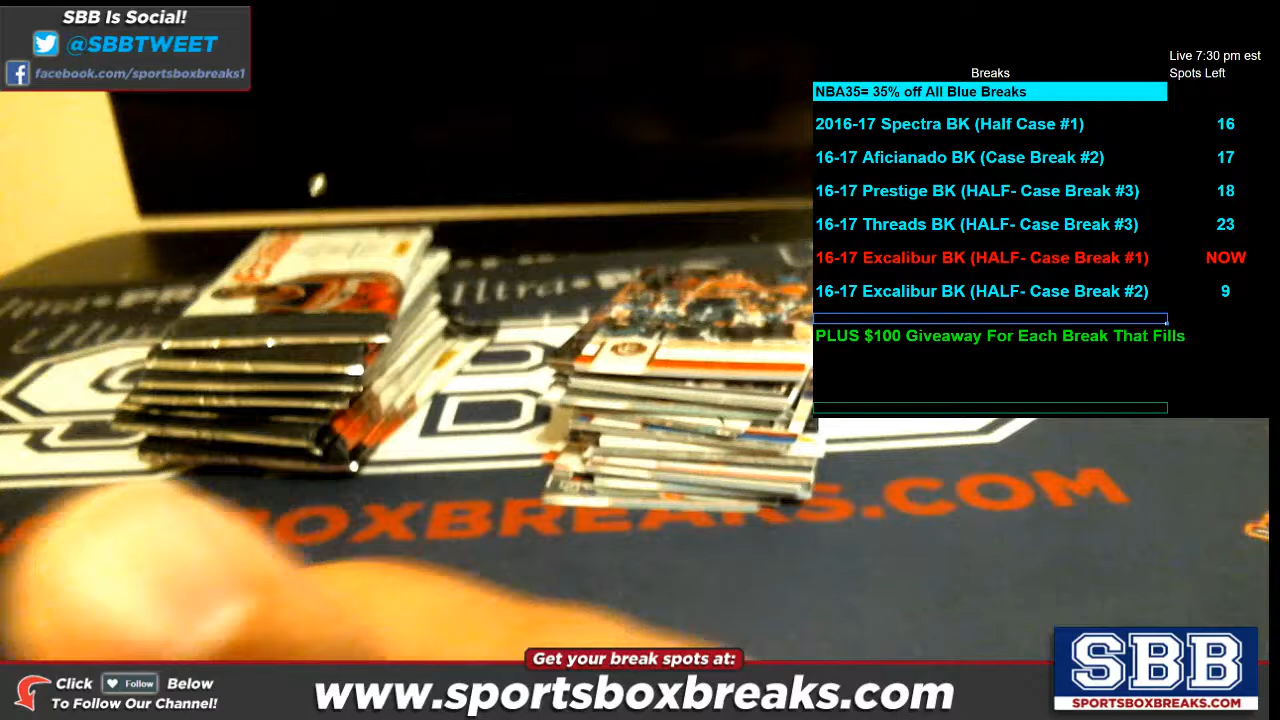 SBB Is Social!
@SBBTWEET
facebook.com/sportsboxbreaks1
Live 7:30 pm est
Breaks Spots Left
NBA35= 35% off All Blue Breaks
2016-17 Spectra BK (Half Case #1) 16
16-17 Aficianado BK (Case Break #2) 17
16-17 Prestige BK (HALF- Case Break #3) 18
16-17 Threads BK (HALF- Case Break #3) 23
16-17 Excalibur BK (HALF- Case Break #1) NOW
16-17 Excalibur BK (HALF- Case Break #2) 9
PLUS $100 Giveaway For Each Break That Fills
Ultra
OXBREAKS.COM
Get your break spots at:
www.sportsboxbreaks.com
Click Follow Below
To Follow Our Channel!
SBB
SPORTSBOXBREAKS.COM